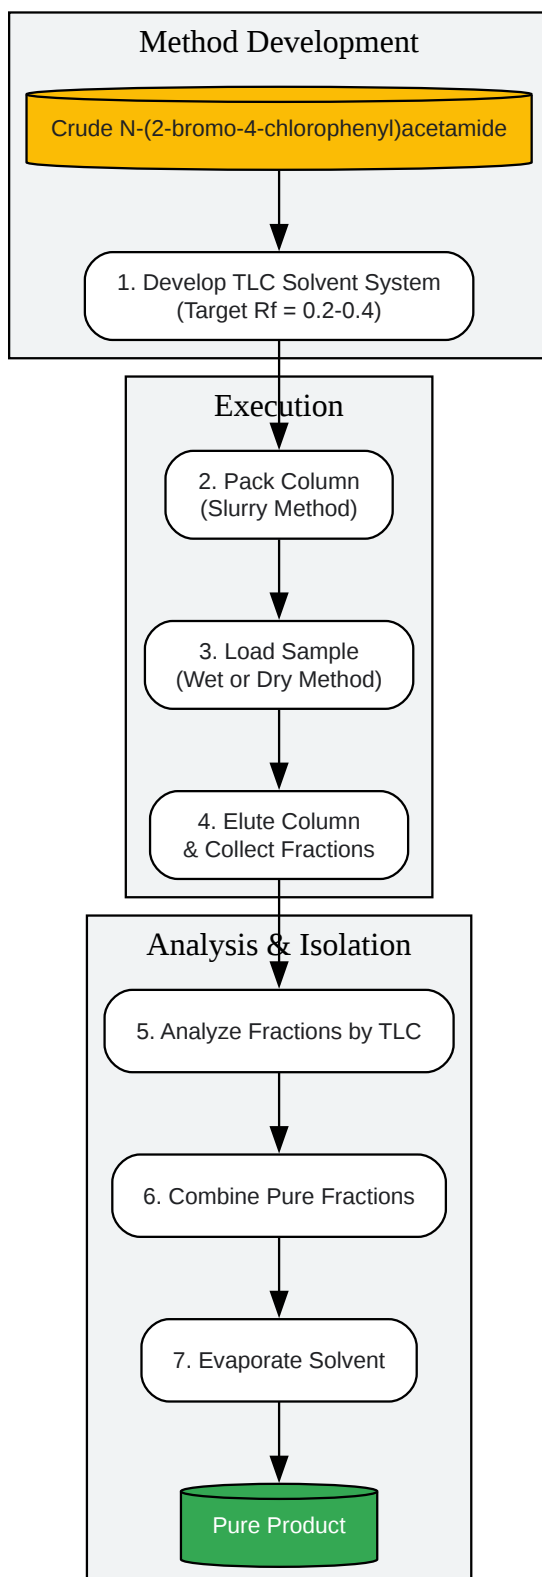 Method Development
Crude N-(2-bromo-4-chlorophenyl)acetamide
1. Develop TLC Solvent System
(Target Rf = 0.2-0.4)
Execution
2. Pack Column
(Slurry Method)
3. Load Sample
(Wet or Dry Method)
4. Elute Column
& Collect Fractions
Analysis & Isolation
5. Analyze Fractions by TLC
6. Combine Pure Fractions
7. Evaporate Solvent
Pure Product